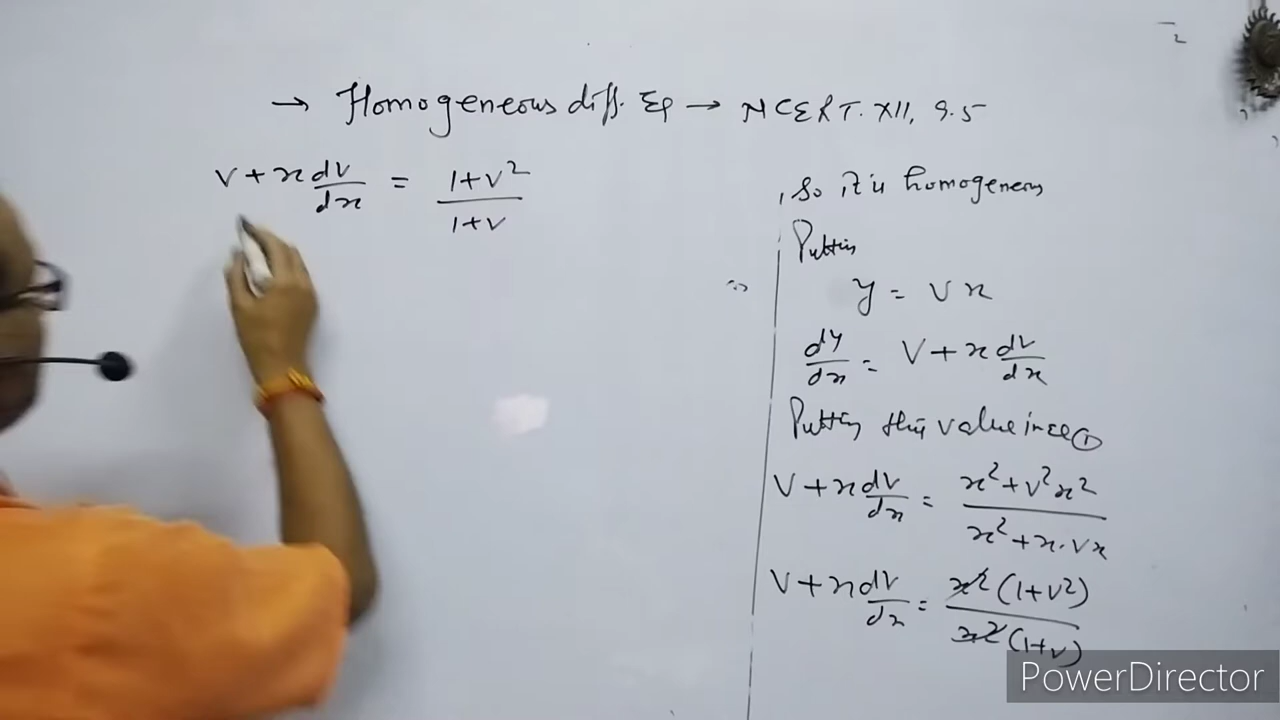 → Homogeneous diff. Eq → NCERT. XII, 9.5
v + x dv/dx = 1+v²/1+v
, So it is homogeneous
Putting
y = vx
dy/dx = v + x dv/dx
Putting this value in eq ①
v + x dv/dx = x² + v²x²/x² + x·vx
v + x dv/dx = x²(1+v²)/x²(1+v)
PowerDirector